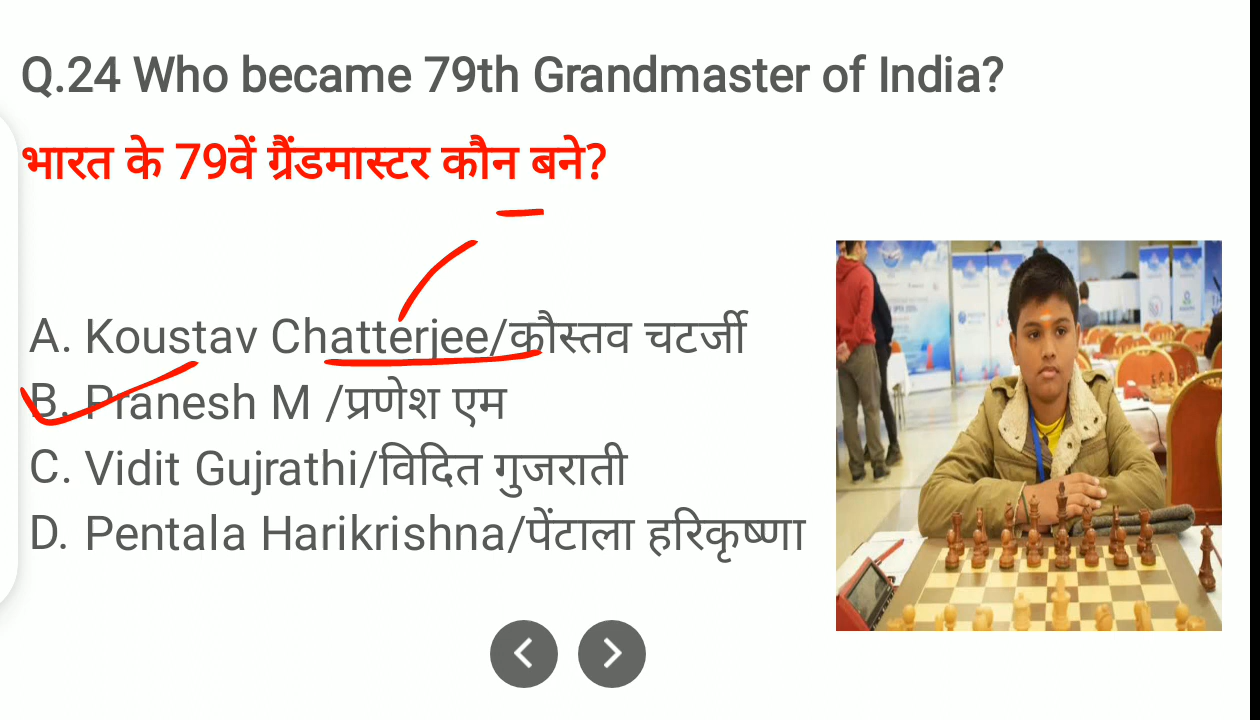 Q.24 Who became 79th Grandmaster of India?
भारत के 79वें ग्रैंडमास्टर कौन बने?
A. Koustav Chatterjee/कौस्तव चटर्जी
B. Pranesh M /प्रणेश एम
C. Vidit Gujrathi/विदित गुजराती
D. Pentala Harikrishna/पेंटाला हरिकृष्णा